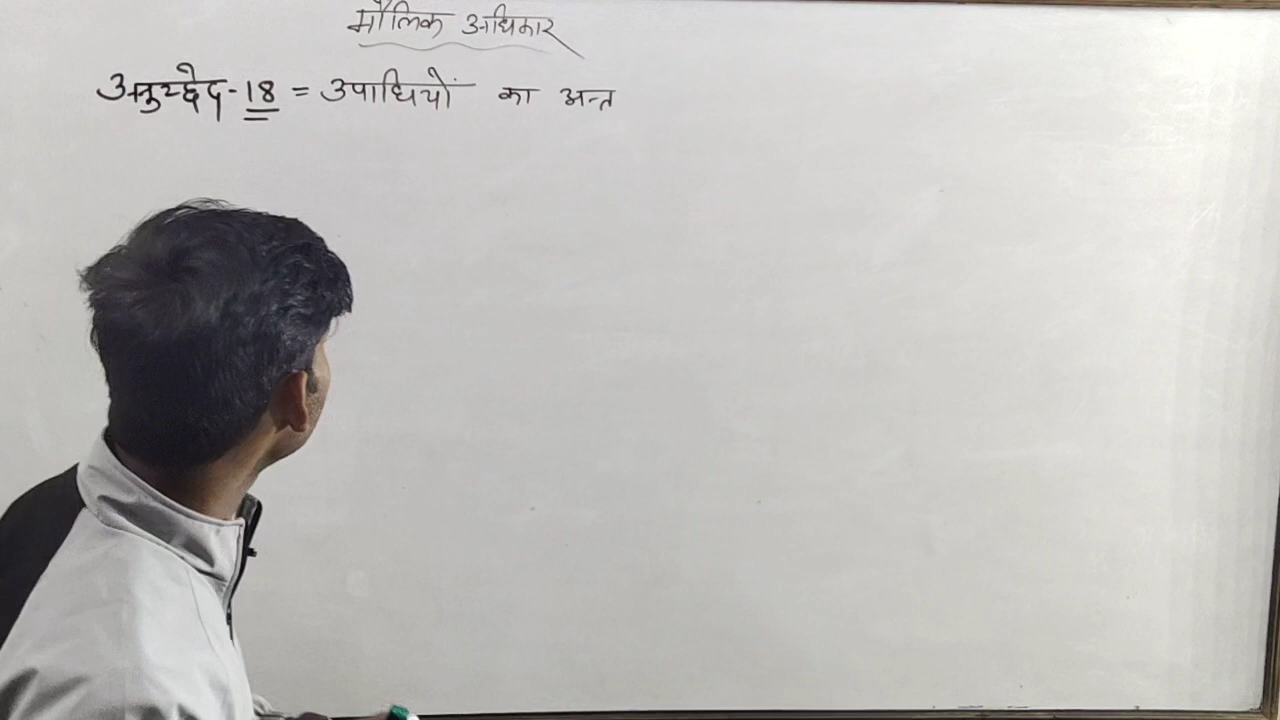 मौलिक अधिकार
अनुच्छेद-18 = उपाधियों का अन्त